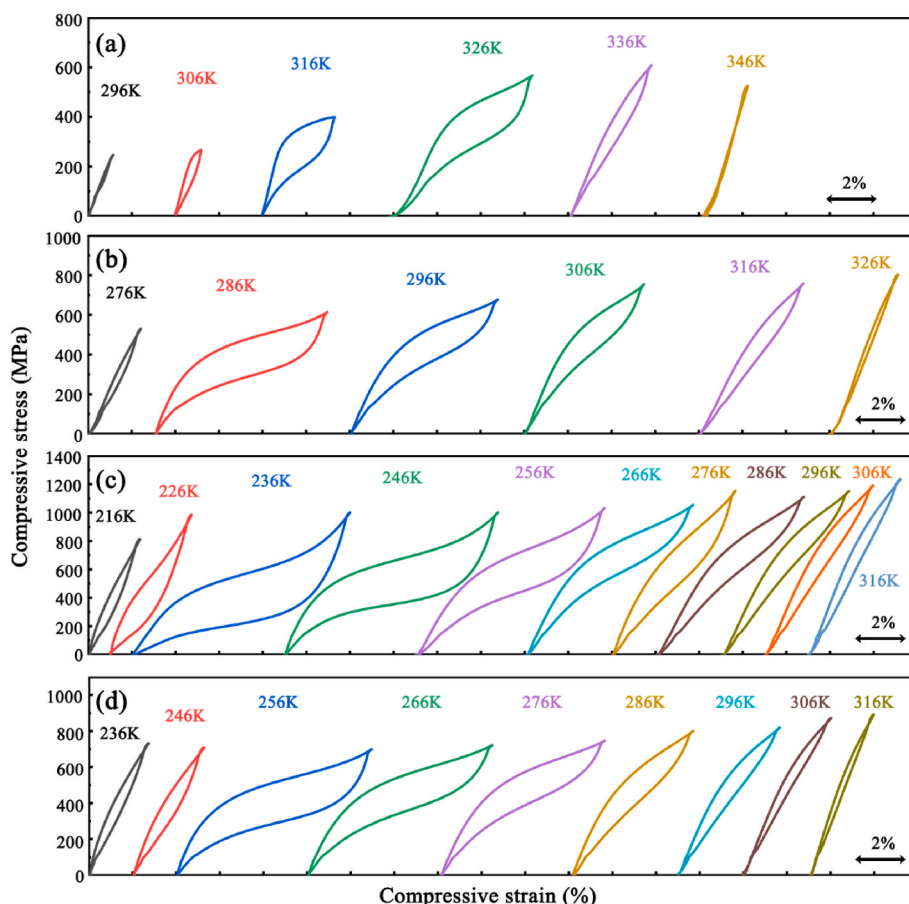 Compressive stress (MPa)
(a)
296K 306K 316K 326K 336K 346K
800
600
400
200
0
2%
(b)
276K 286K 296K 306K 316K 326K
1000
800
600
400
200
0
2%
(c)
216K 226K 236K 246K 256K 266K 276K 286K 296K 306K
316K
1400
1200
1000
800
600
400
200
0
2%
(d)
236K 246K 256K 266K 276K 286K 296K 306K 316K
1000
800
600
400
200
0
2%
Compressive strain (%)